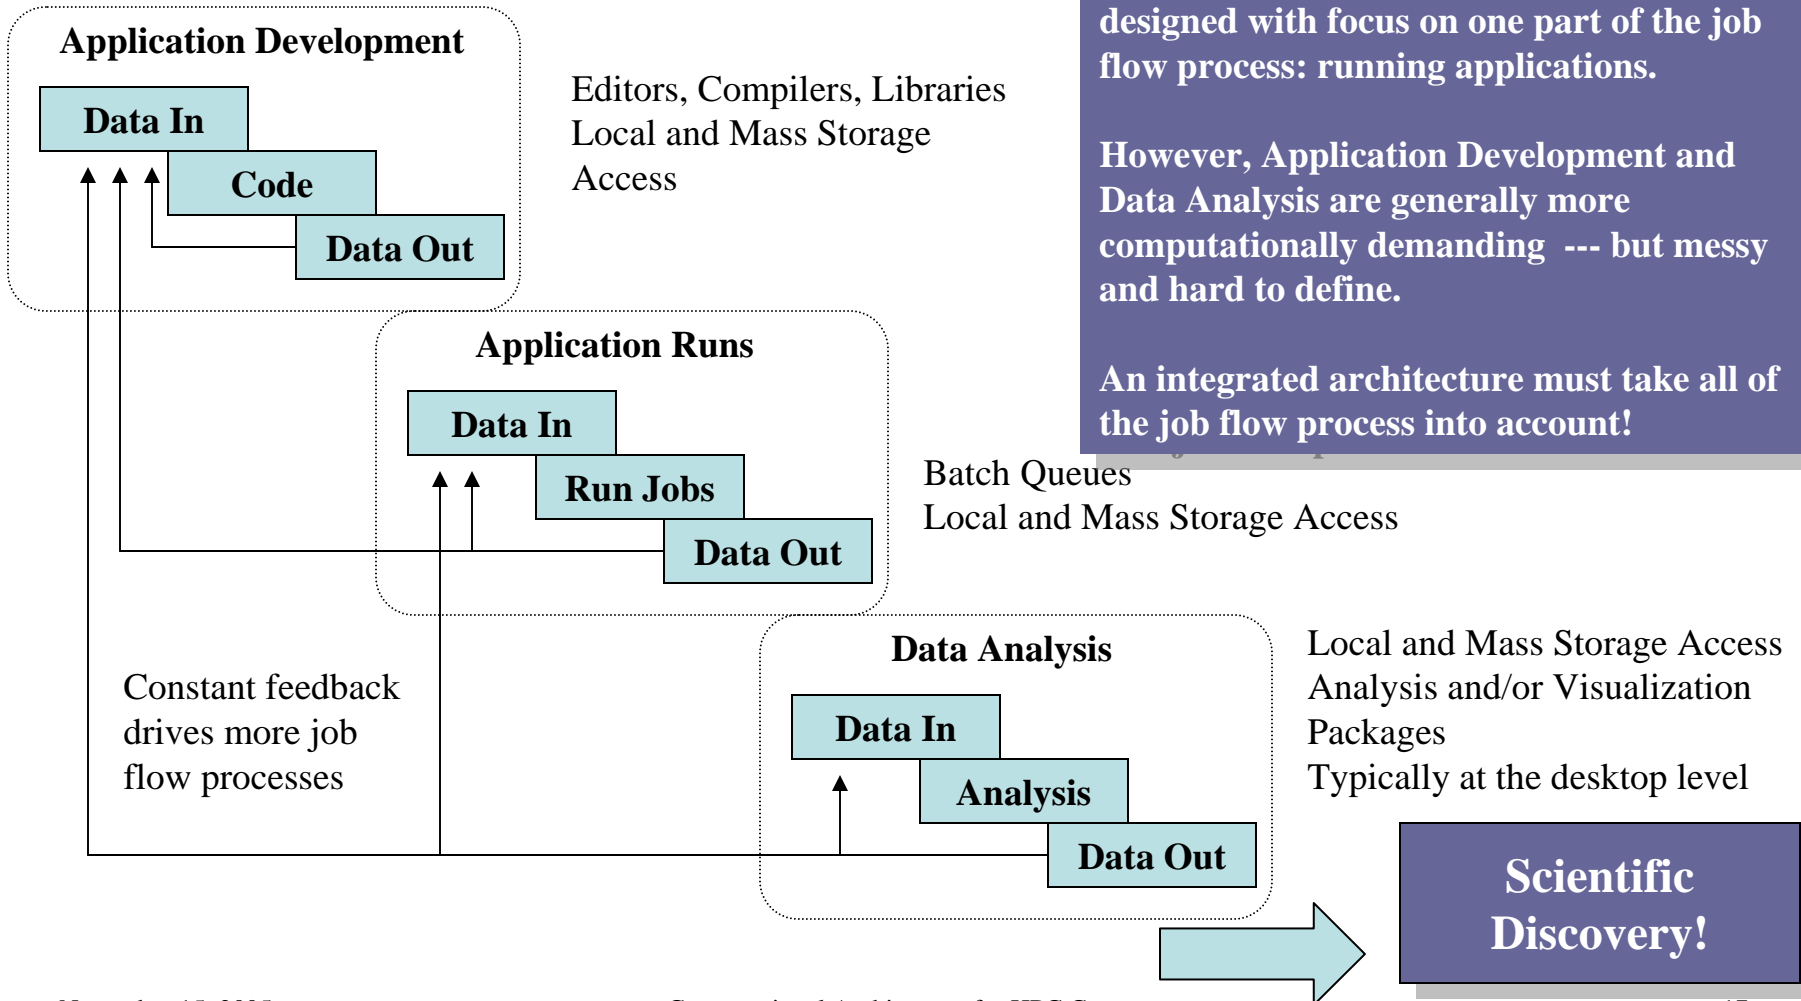 designed with focus on one part of the job
flow process: running applications.
However, Application Development and
Data Analysis are generally more
computationally demanding --- but messy
and hard to define.
An integrated architecture must take all of
the job flow process into account!
Application Development
Data In
Code
Data Out
Editors, Compilers, Libraries
Local and Mass Storage
Access
Application Runs
Data In
Run Jobs
Data Out
Batch Queues
Local and Mass Storage Access
Constant feedback
drives more job
flow processes
Data Analysis
Data In
Analysis
Data Out
Local and Mass Storage Access
Analysis and/or Visualization
Packages
Typically at the desktop level
Scientific
Discovery!